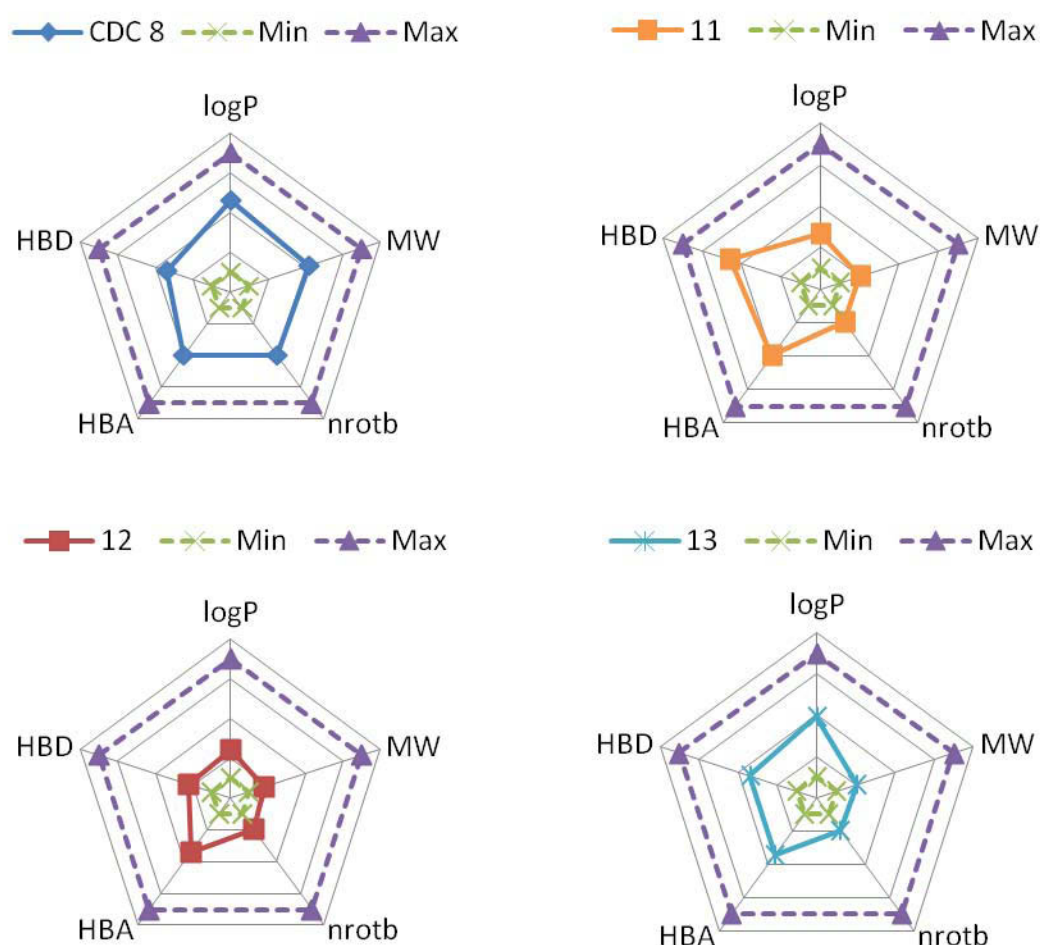 CDC 8 Min Max
logP
HBD MW
HBA nrotb
11 Min Max
logP
HBD MW
HBA nrotb
12 Min Max
logP
HBD MW
HBA nrotb
13 Min Max
logP
HBD MW
HBA nrotb